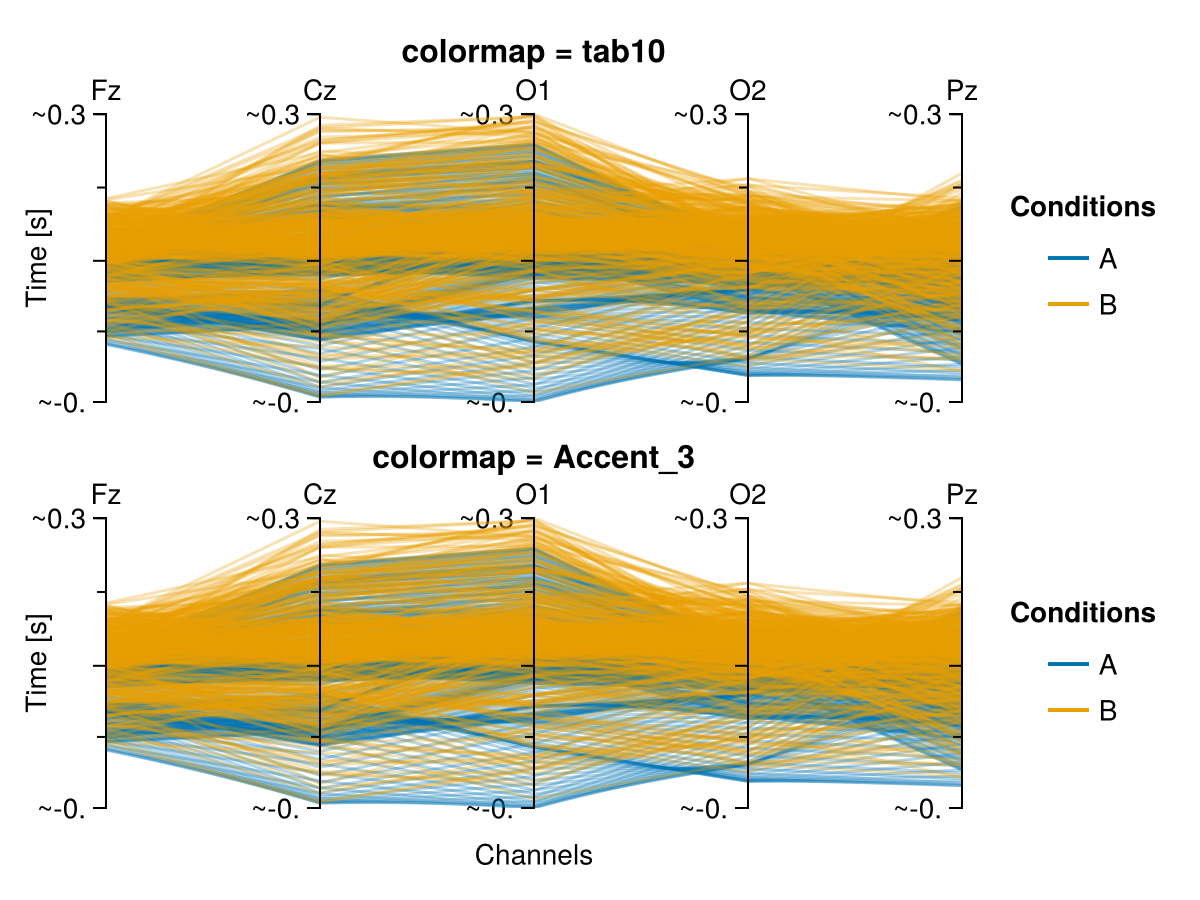 colormap = tab10
Fz Cz O1 O2 Pz
~0.3 ~0.3 ~0.3 ~0.3 ~0.3
Time [s]
~-0. ~-0. ~-0. ~-0. ~-0.
Conditions
A
B
colormap = Accent_3
Fz Cz O1 O2 Pz
~0.3 ~0.3 ~0.3 ~0.3 ~0.3
Time [s]
~-0. ~-0. ~-0. ~-0. ~-0.
Conditions
A
B
Channels